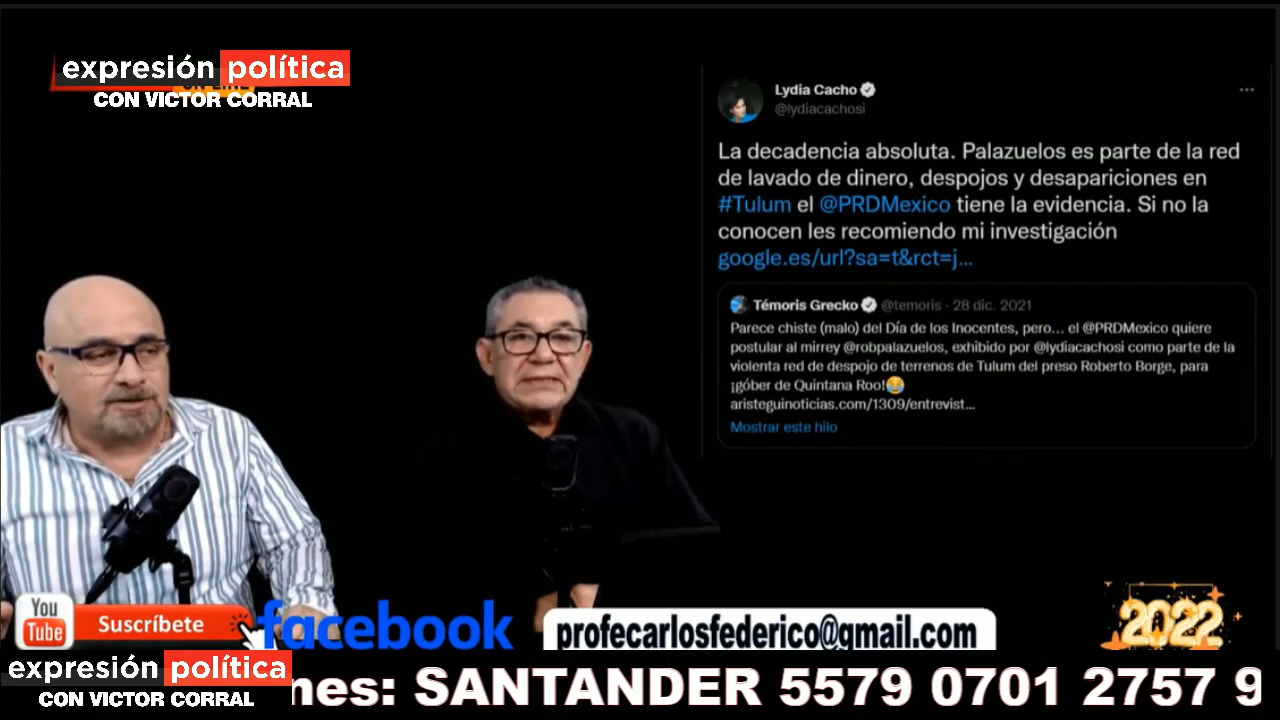 expresión política
CON VICTOR CORRAL
Lydia Cacho
@lydiacachosi
La decadencia absoluta. Palazuelos es parte de la red
de lavado de dinero, despojos y desapariciones en
#Tulum el @PRDMexico tiene la evidencia. Si no la
conocen les recomiendo mi investigación
google.es/url?sa=t&rct=j...
Témoris Grecko @temoris · 28 dic. 2021
Parece chiste (malo) del Día de los Inocentes, pero... el @PRDMexico quiere
postular al mirrey @robpalazuelos, exhibido por @lydiacachosi como parte de la
violenta red de despojo de terrenos de Tulum del preso Roberto Borge, para
¡góber de Quintana Roo!😂
aristeguinoticias.com/1309/entrevist...
Mostrar este hilo
You
Tube
Suscríbete
facebook
profecarlosfederico@gmail.com
2022
expresión política
CON VICTOR CORRAL
nes: SANTANDER 5579 0701 2757 9